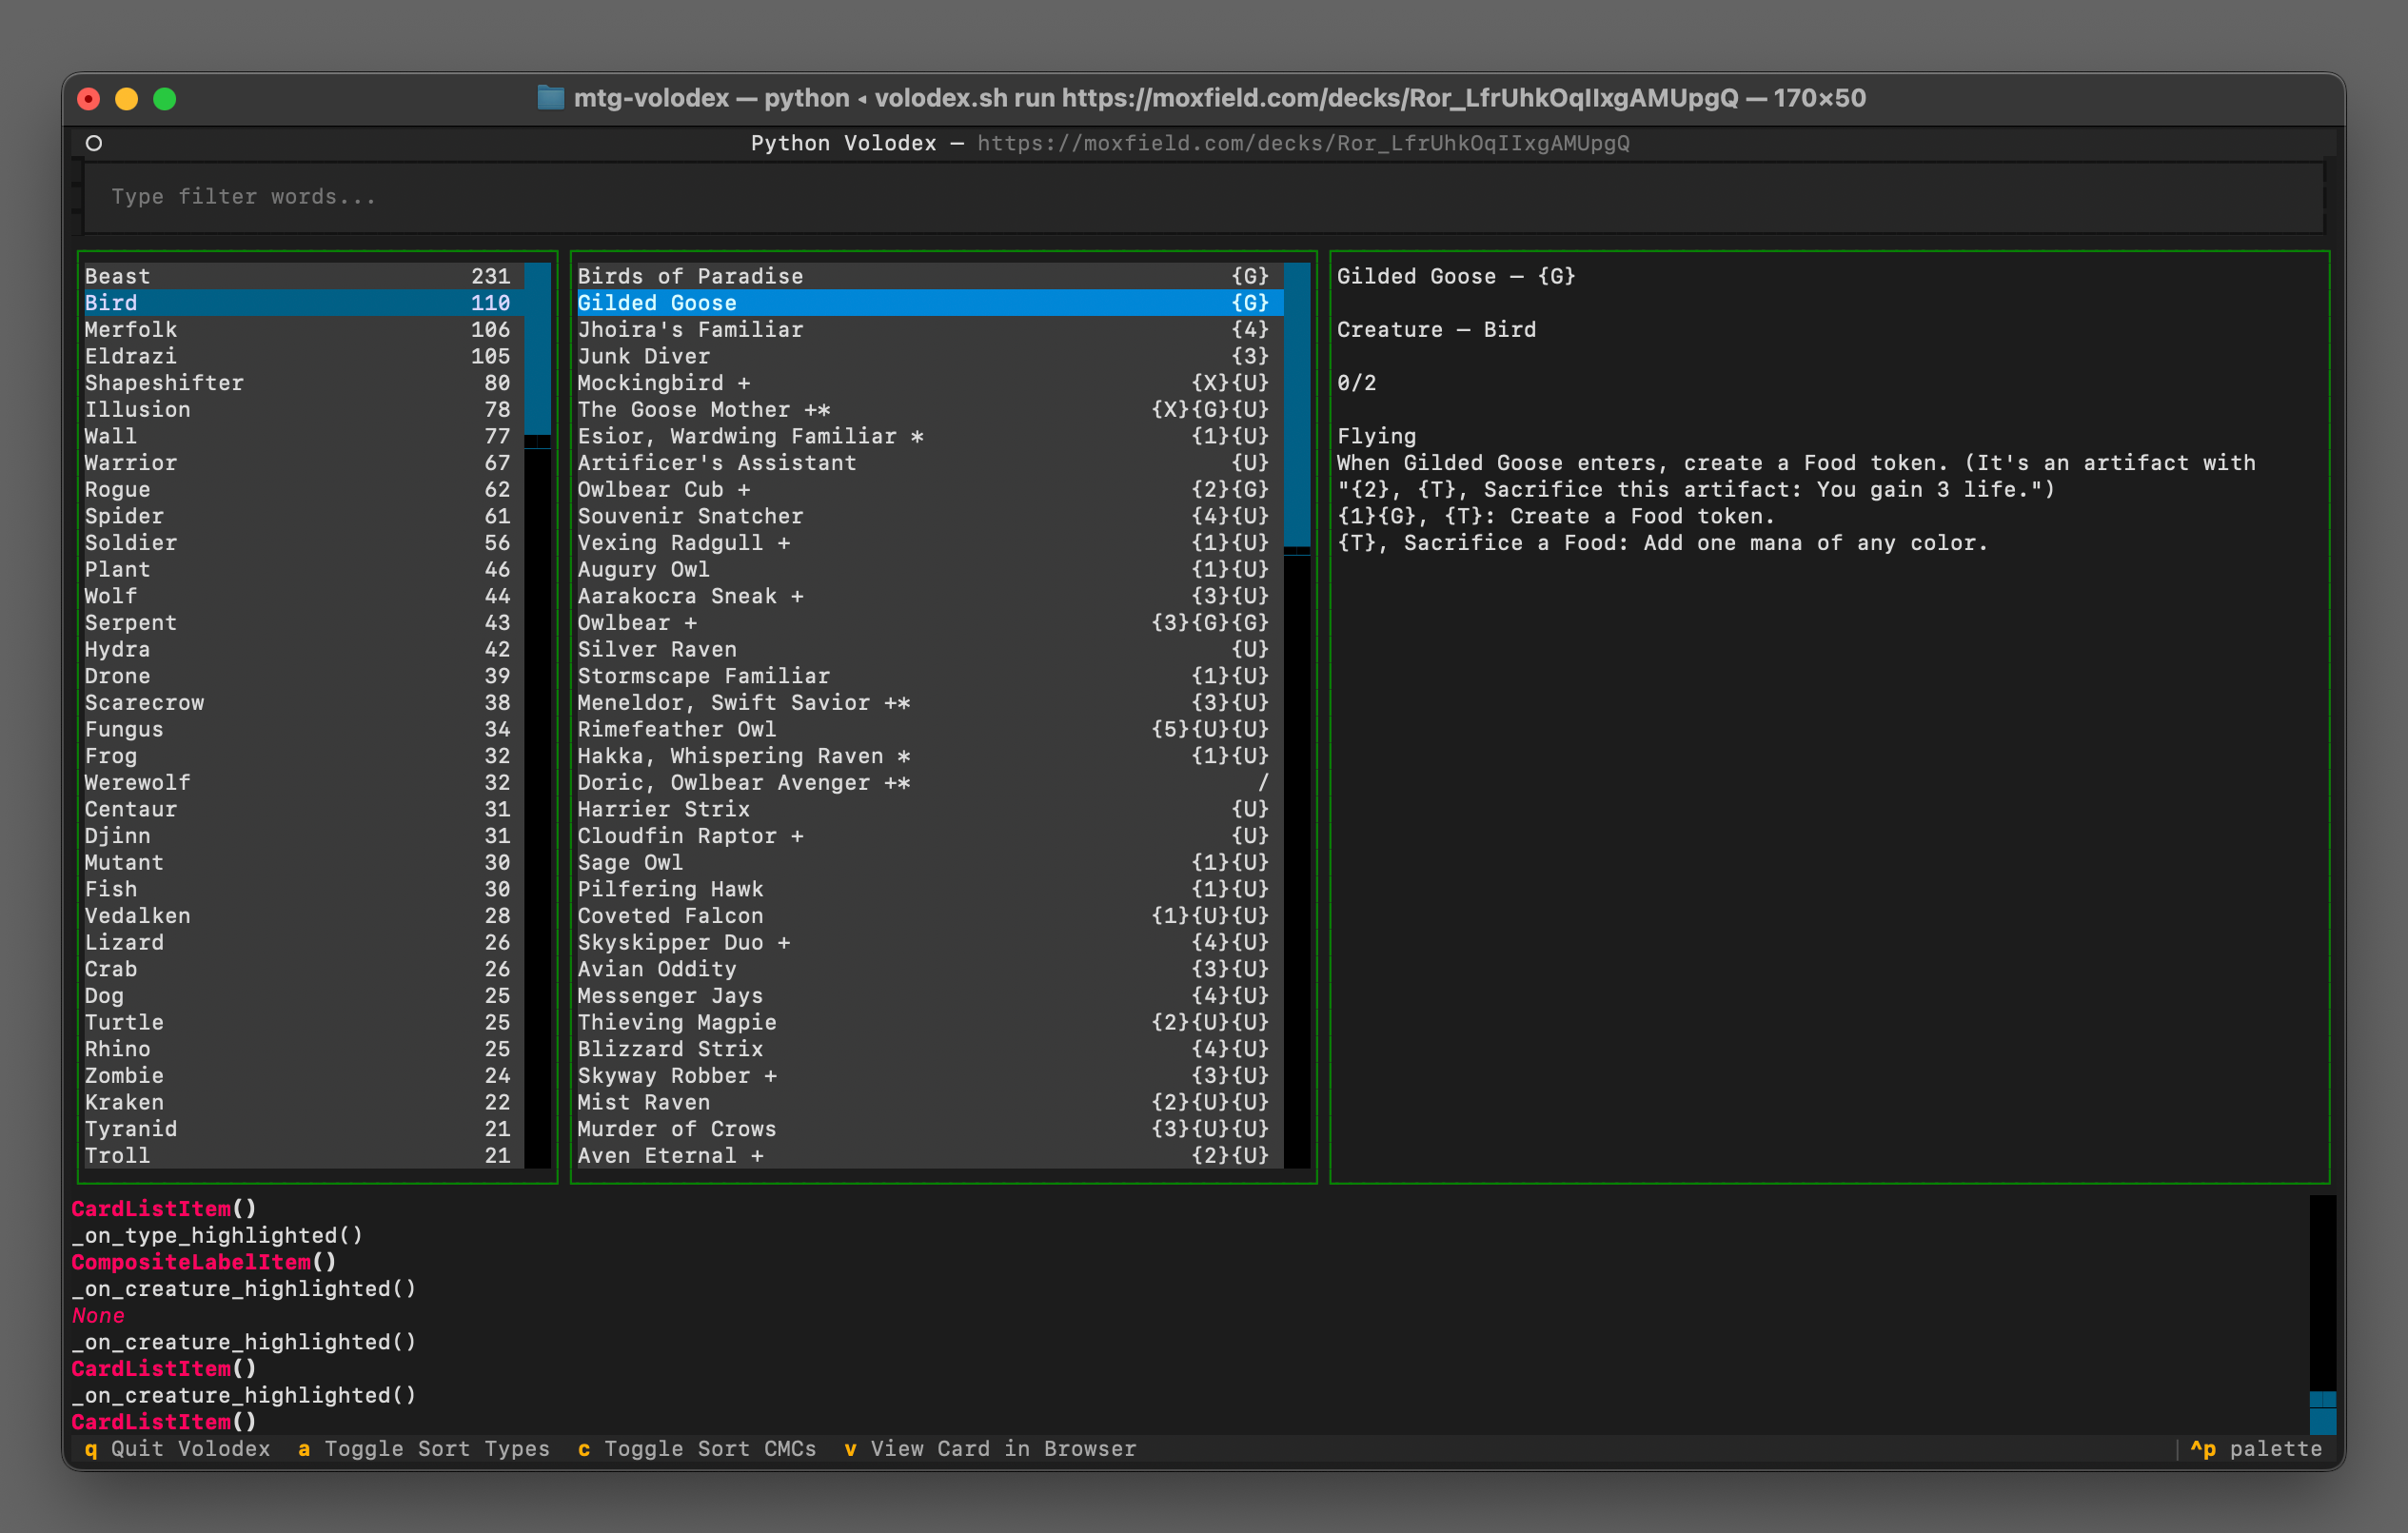 mtg-volodex — python ◂ volodex.sh run https://moxfield.com/decks/Ror_LfrUhkOqIIxgAMUpgQ — 170×50
Python Volodex — https://moxfield.com/decks/Ror_LfrUhkOqIIxgAMUpgQ
Type filter words...
Beast 231
Bird 110
Merfolk 106
Eldrazi 105
Shapeshifter 80
Illusion 78
Wall 77
Warrior 67
Rogue 62
Spider 61
Soldier 56
Plant 46
Wolf 44
Serpent 43
Hydra 42
Drone 39
Scarecrow 38
Fungus 34
Frog 32
Werewolf 32
Centaur 31
Djinn 31
Mutant 30
Fish 30
Vedalken 28
Lizard 26
Crab 26
Dog 25
Turtle 25
Rhino 25
Zombie 24
Kraken 22
Tyranid 21
Troll 21
Birds of Paradise {G}
Gilded Goose {G}
Jhoira's Familiar {4}
Junk Diver {3}
Mockingbird + {X}{U}
The Goose Mother +* {X}{G}{U}
Esior, Wardwing Familiar * {1}{U}
Artificer's Assistant {U}
Owlbear Cub + {2}{G}
Souvenir Snatcher {4}{U}
Vexing Radgull + {1}{U}
Augury Owl {1}{U}
Aarakocra Sneak + {3}{U}
Owlbear + {3}{G}{G}
Silver Raven {U}
Stormscape Familiar {1}{U}
Meneldor, Swift Savior +* {3}{U}
Rimefeather Owl {5}{U}{U}
Hakka, Whispering Raven * {1}{U}
Doric, Owlbear Avenger +* /
Harrier Strix {U}
Cloudfin Raptor + {U}
Sage Owl {1}{U}
Pilfering Hawk {1}{U}
Coveted Falcon {1}{U}{U}
Skyskipper Duo + {4}{U}
Avian Oddity {3}{U}
Messenger Jays {4}{U}
Thieving Magpie {2}{U}{U}
Blizzard Strix {4}{U}
Skyway Robber + {3}{U}
Mist Raven {2}{U}{U}
Murder of Crows {3}{U}{U}
Aven Eternal + {2}{U}
Gilded Goose — {G}
Creature — Bird
0/2
Flying
When Gilded Goose enters, create a Food token. (It's an artifact with
"{2}, {T}, Sacrifice this artifact: You gain 3 life.")
{1}{G}, {T}: Create a Food token.
{T}, Sacrifice a Food: Add one mana of any color.
CardListItem()
_on_type_highlighted()
CompositeLabelItem()
_on_creature_highlighted()
None
_on_creature_highlighted()
CardListItem()
_on_creature_highlighted()
CardListItem()
q Quit Volodex a Toggle Sort Types c Toggle Sort CMCs v View Card in Browser ^p palette